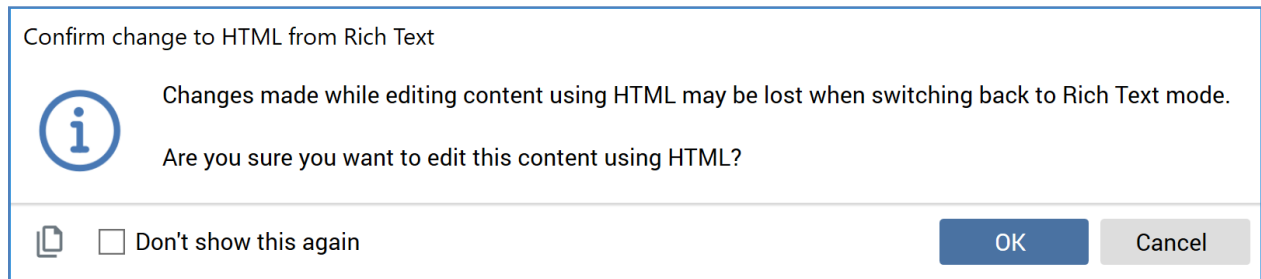 Confirm change to HTML from Rich Text
Changes made while editing content using HTML may be lost when switching back to Rich Text mode.
Are you sure you want to edit this content using HTML?
Don't show this again
OK
Cancel